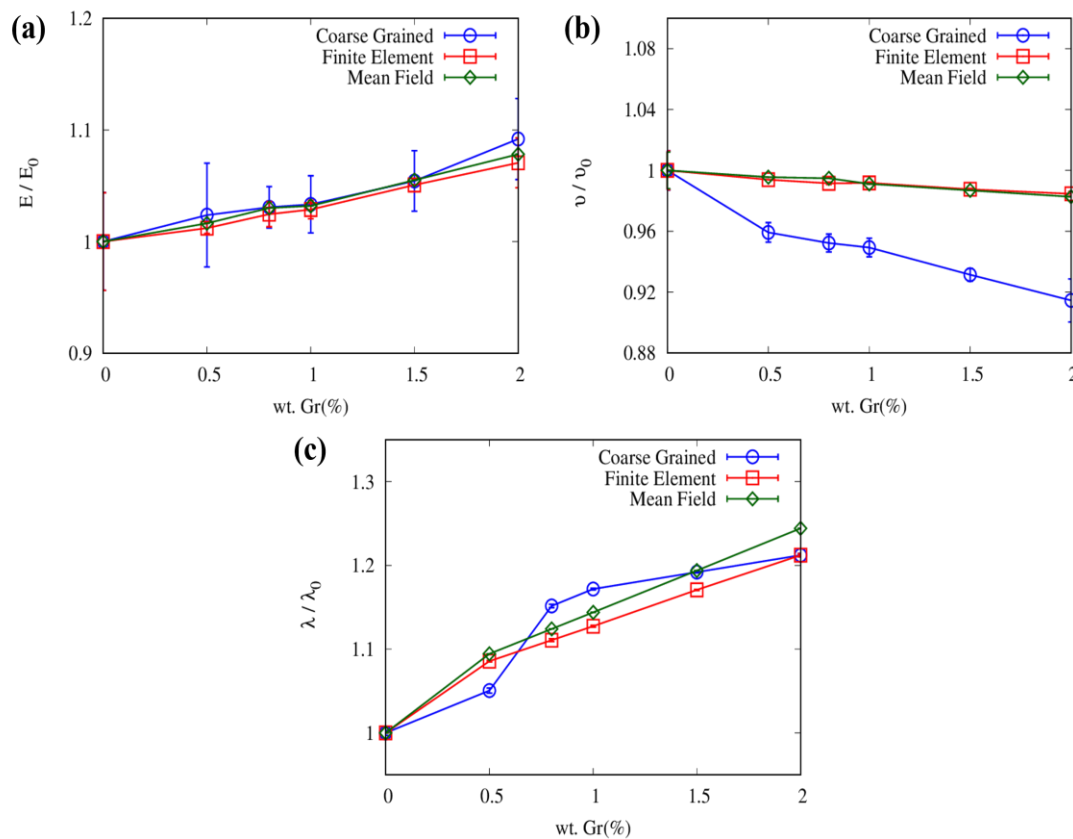 (a)
1.2
1.1
1
0.9
E / E0
Coarse Grained
Finite Element
Mean Field
0
0.5
1
1.5
2
wt. Gr(%)
(b)
1.08
1.04
1
0.96
0.92
0.88
υ / υ0
Coarse Grained
Finite Element
Mean Field
0
0.5
1
1.5
2
wt. Gr(%)
(c)
1.3
1.2
1.1
1
λ / λ0
Coarse Grained
Finite Element
Mean Field
0
0.5
1
1.5
2
wt. Gr(%)